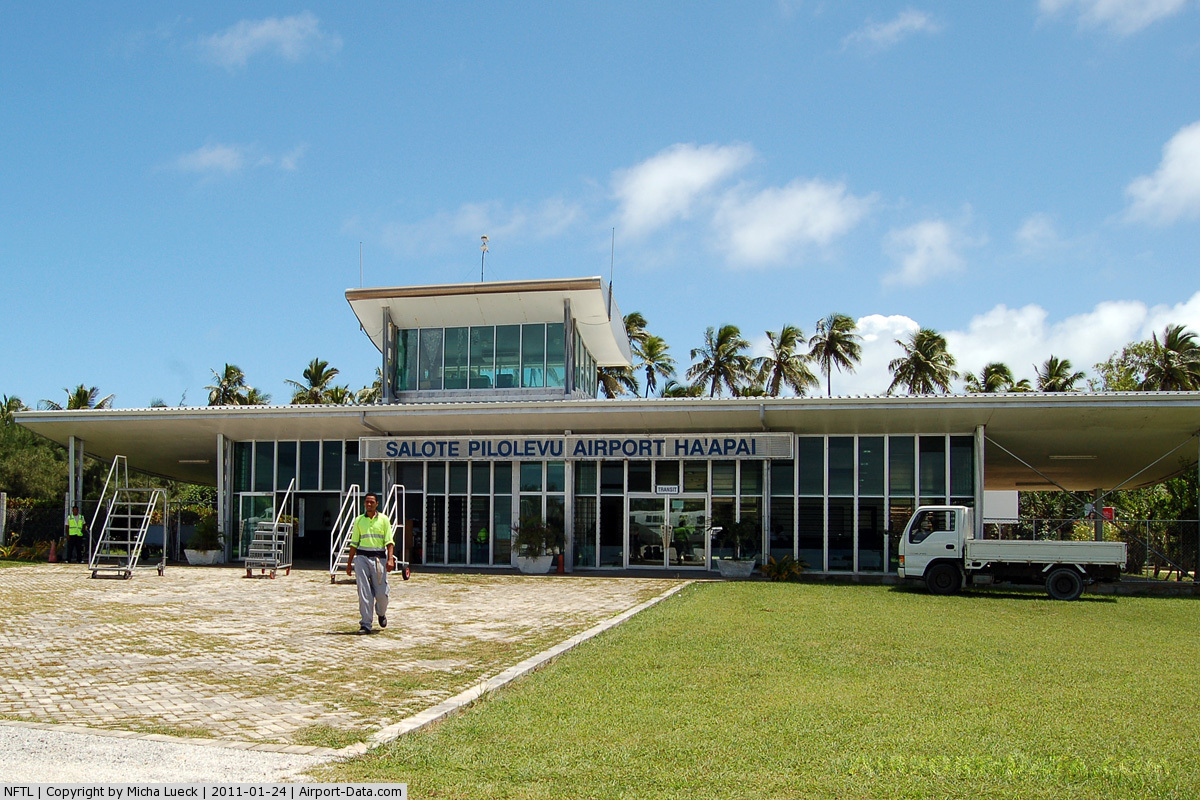 SALOTE PILOLEVU AIRPORT HA'APAI
TRANSIT
NFTL | Copyright by Micha Lueck | 2011-01-24 | Airport-Data.com